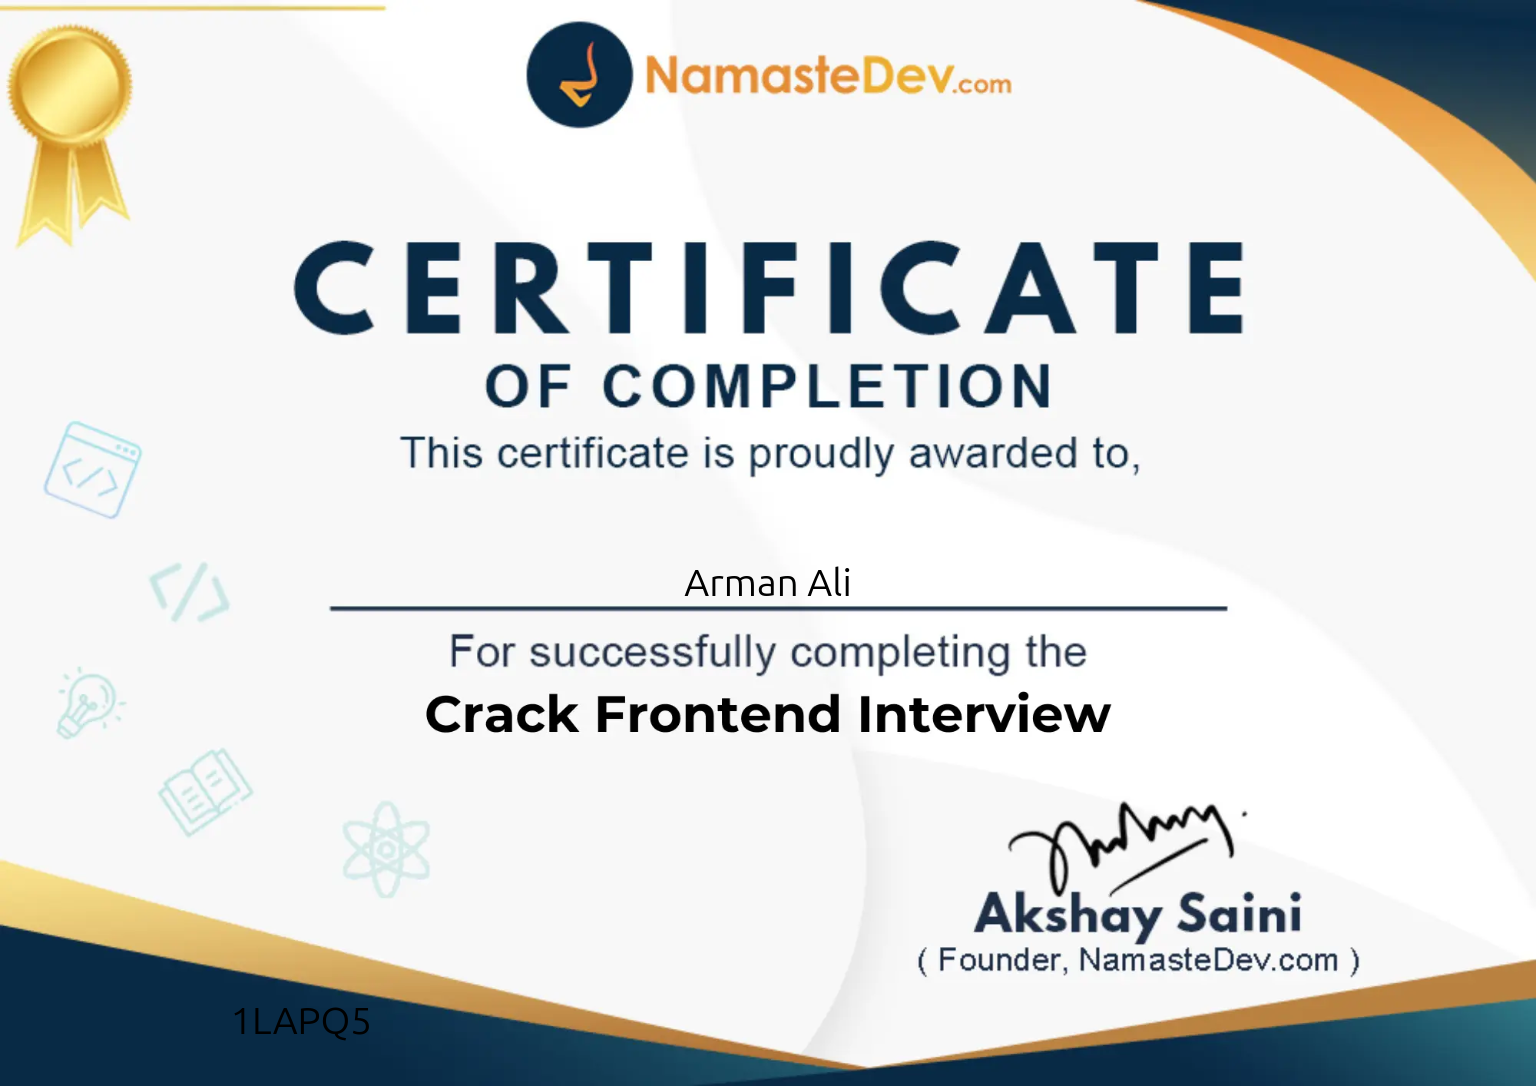 NamasteDev.com
CERTIFICATE
OF COMPLETION
This certificate is proudly awarded to,
Arman Ali
For successfully completing the
Crack Frontend Interview
Akshay Saini
( Founder, NamasteDev.com )
1LAPQ5